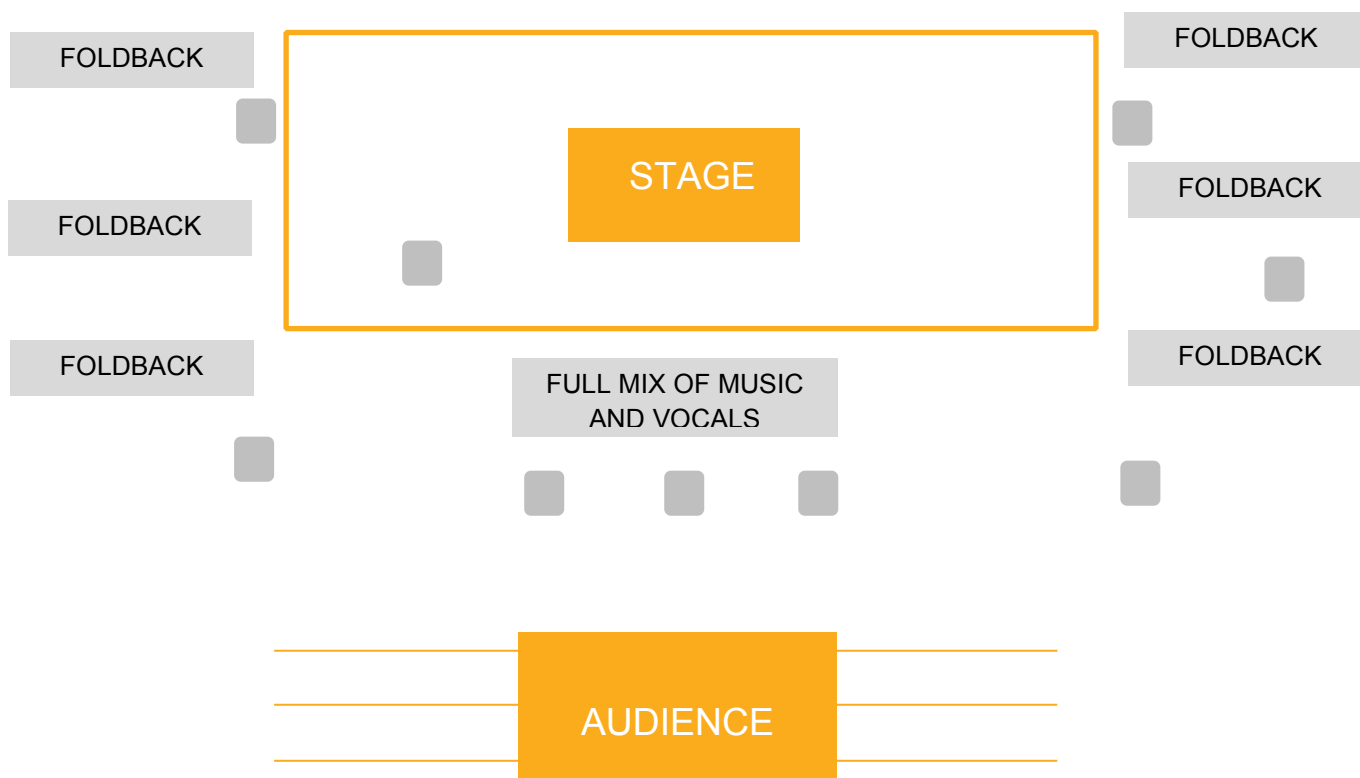 FOLDBACK
FOLDBACK
STAGE
FOLDBACK
FOLDBACK
FOLDBACK
FOLDBACK
FULL MIX OF MUSIC
AND VOCALS
AUDIENCE